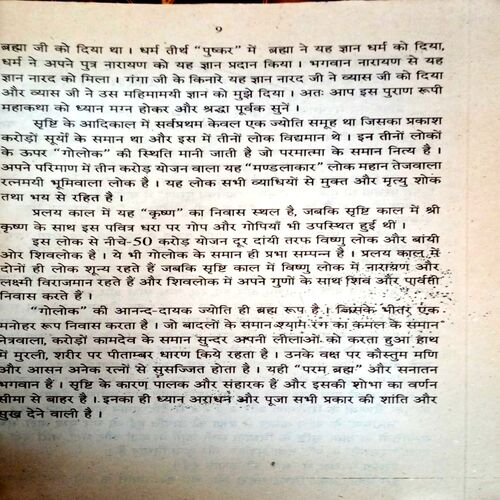 9
ब्रह्मा जी को दिया था । धर्म तीर्थ “पुष्कर” में ब्रह्मा ने यह ज्ञान धर्म को दिया,
धर्म ने अपने पुत्र नारायण को यह ज्ञान प्रदान किया । भगवान नारायण से यह
ज्ञान नारद को मिला । गंगा जी के किनारे यह ज्ञान नारद ने व्यास जी को दिया
और व्यास जी ने उस महिमामयी ज्ञान को मुझे दिया । अतः आप इस पुराण रूपी
महाकथा को ध्यान मग्न होकर और श्रद्धा पूर्वक सुनें ।
सृष्टि के आदिकाल में सर्वप्रथम केवल एक ज्योति समूह था जिसका प्रकाश
करोड़ों सूर्यों के समान था और इस में तीनों लोक विद्यमान थे । इन तीनों लोकों
के ऊपर “गोलोक” की स्थिति मानी जाती है जो परमात्मा के समान नित्य है ।
अपने परिमाण में तीन करोड़ योजन वाला यह “मण्डलाकार” लोक महान तेजवाला
रत्नमयी भूमिवाला लोक है । यह लोक सभी व्याधियों से मुक्त और मृत्यु शोक
तथा भय से रहित है ।
प्रलय काल में यह “कृष्ण” का निवास स्थल है, जबकि सृष्टि काल में श्री
कृष्ण के साथ इस पवित्र धरा पर गोप और गोपियाँ भी उपस्थित हुई थीं ।
इस लोक से नीचे-50 करोड़ योजन दूर दांयी तरफ विष्णु लोक और बांयी
ओर शिवलोक है । ये भी गोलोक के समान ही प्रभा सम्पन्न है । प्रलय काल में
दोनों ही लोक शून्य रहते हैं जबकि सृष्टि काल में विष्णु लोक में नारायण और
लक्ष्मी विराजमान रहते हैं और शिवलोक में अपने गुणों के साथ शिव और पार्वती
निवास करते हैं ।
“गोलोक” की आनन्द-दायक ज्योति ही ब्रह्म रूप है । जिसके भीतर एक
मनोहर रूप निवास करता है । जो बादलों के समान श्याम रंग का कमल के समान
नेत्रवाला, करोड़ों कामदेव के समान सुन्दर अपनी लीलाओं को करता हुआ हाथ
में मुरली, शरीर पर पीताम्बर धारण किये रहता है । उनके वक्ष पर कौस्तुम मणि
और आसन अनेक रत्नों से सुसज्जित होता है । यही “परम ब्रह्म” और सनातन
भगवान हैं । सृष्टि के कारण पालक और संहारक हैं और इसकी शोभा का वर्णन
सीमा से बाहर है । इनका ही ध्यान अराधन और पूजा सभी प्रकार की शांति और
सुख देने वाली है ।